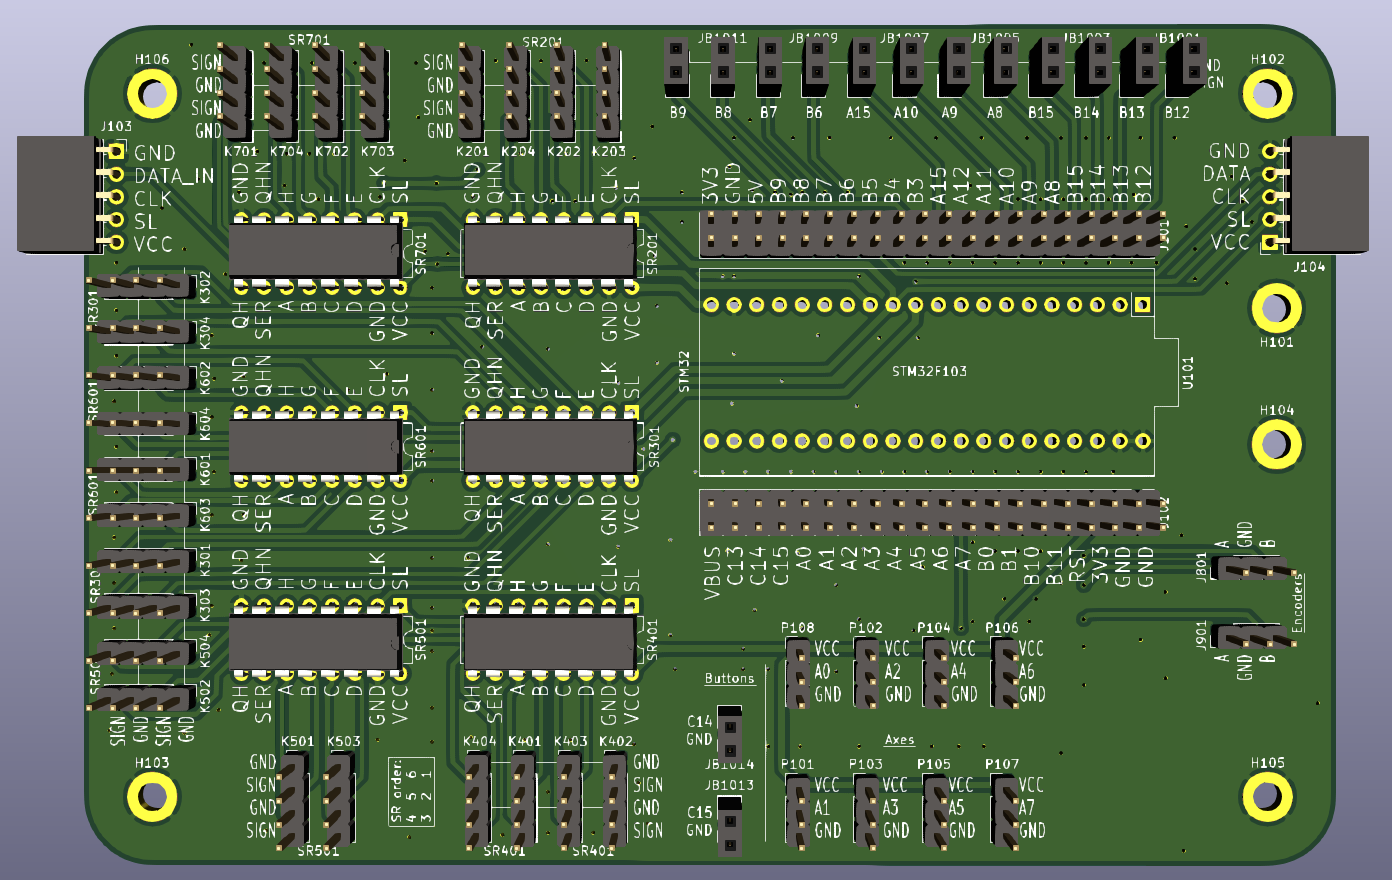 SR701
SR201
JB1011
JB1009
JB1007
JB1005
JB1003
JB1001
H106
SIGN
GND
SIGN
GND
SIGN
GND
SIGN
GND
H102
B9 B8 B7 B6 A15 A10 A9 A8 B15 B14 B13 B12
J103
K701 K704 K702 K703
K201 K204 K202 K203
GND
DATA_IN
CLK
SL
VCC
GND
DATA
CLK
SL
VCC
J104
GND QHN H G F E CLK SL
GND QHN H G F E CLK SL
3V3 GND 5V B9 B8 B7 B6 B5 B4 B3 A15 A12 A11 A10 A9 A8 B15 B14 B13 B12
SR701
SR201
QH SER A B C D GND VCC
QH SER A B C D GND VCC
H101
K302
SR301
K304
K602
SR601
K604
K601
SR601
K603
K301
K303
K504
K502
SIGN GND SIGN GND
GND QHN H G F E CLK SL
GND QHN H G F E CLK SL
SR601
SR301
QH SER A B C D GND VCC
QH SER A B C D GND VCC
STM32
STM32F103
U101
H104
J102
VBUS C13 C14 C15 A0 A1 A2 A3 A4 A5 A6 A7 B0 B1 B10 B11 RST 3V3 GND GND
GND QHN H G F E CLK SL
GND QHN H G F E CLK SL
SR501
SR401
QH SER A B C D GND VCC
QH SER A B C D GND VCC
A GND B
J801
Encoders
J901
A GND B
P108 P102 P104 P106
VCC VCC VCC VCC
A0 A2 A4 A6
GND GND GND GND
Buttons
C14
GND
JB1014
JB1013
C15
GND
Axes
P101 P103 P105 P107
VCC VCC VCC VCC
A1 A3 A5 A7
GND GND GND GND
H103
H105
K501 K503
GND
SIGN
GND
SIGN
SR501
SR order:
4 5 6
3 2 1
K404 K401 K403 K402
GND
SIGN
GND
SIGN
SR401
SR401